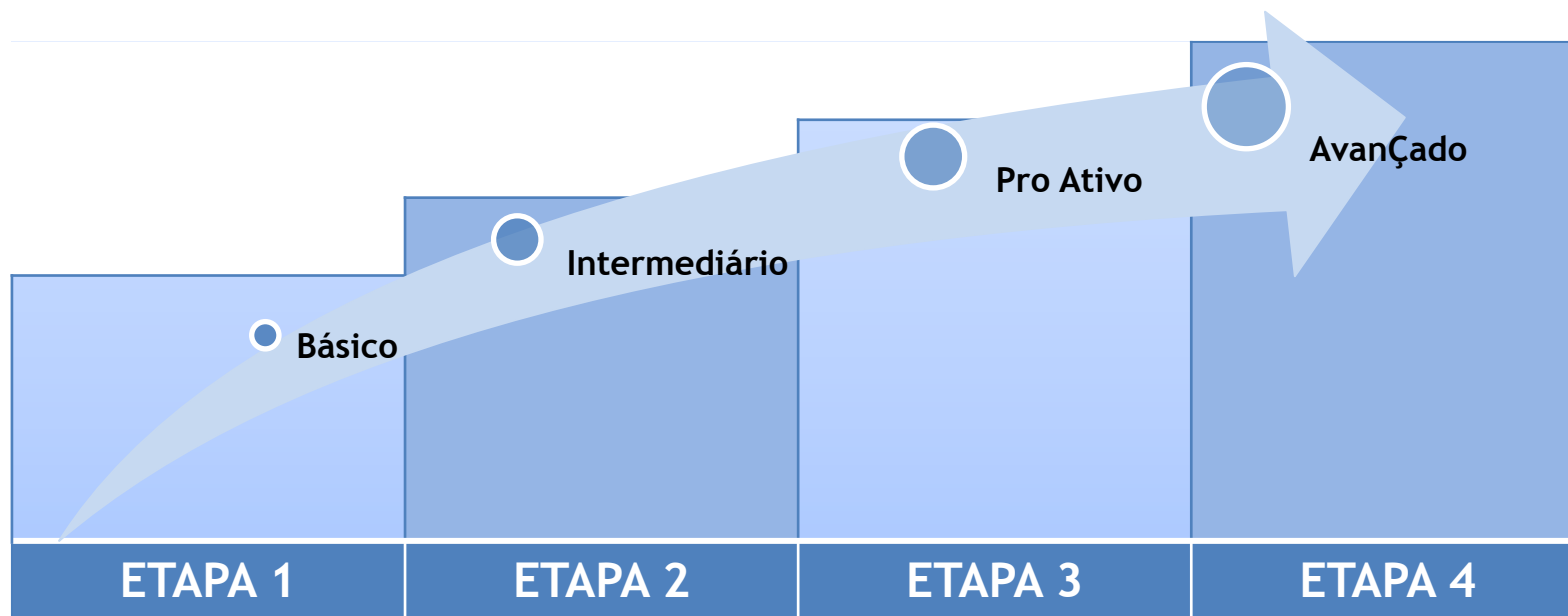 AvanÇado
Pro Ativo
Intermediário
Básico
ETAPA 1
ETAPA 2
ETAPA 3
ETAPA 4